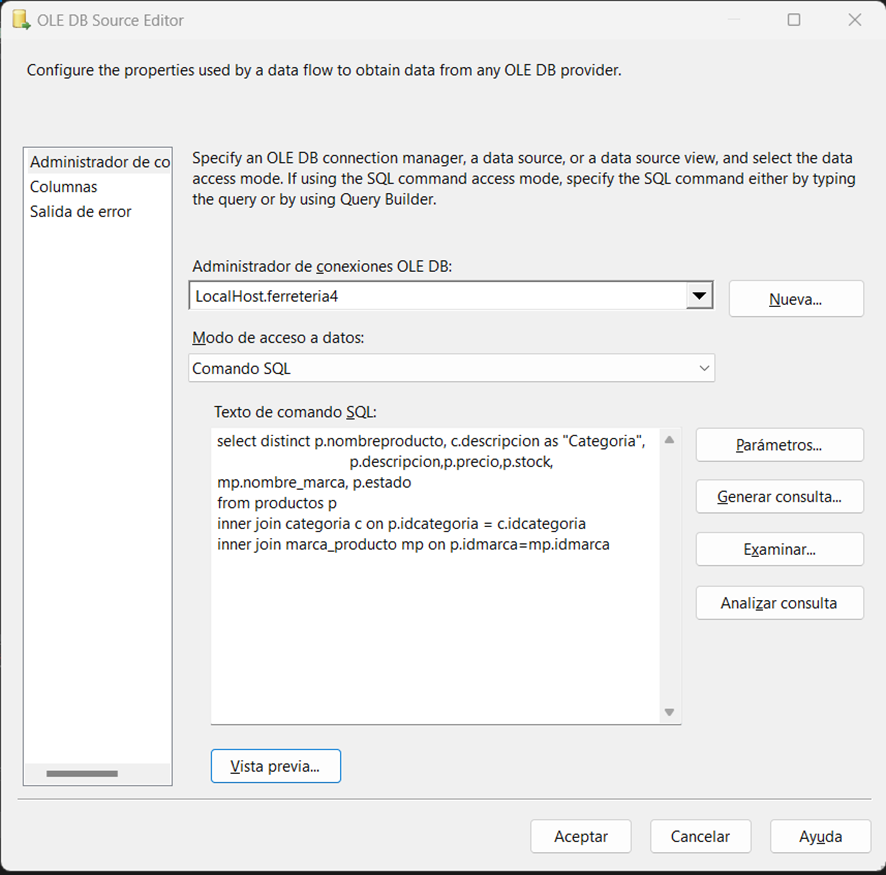 OLE DB Source Editor
Configure the properties used by a data flow to obtain data from any OLE DB provider.
Administrador de co
Columnas
Salida de error
Specify an OLE DB connection manager, a data source, or a data source view, and select the data
access mode. If using the SQL command access mode, specify the SQL command either by typing
the query or by using Query Builder.
Administrador de conexiones OLE DB:
LocalHost.ferreteria4
Nueva...
Modo de acceso a datos:
Comando SQL
Texto de comando SQL:
select distinct p.nombreproducto, c.descripcion as "Categoria",
p.descripcion,p.precio,p.stock,
mp.nombre_marca, p.estado
from productos p
inner join categoria c on p.idcategoria = c.idcategoria
inner join marca_producto mp on p.idmarca=mp.idmarca
Parámetros...
Generar consulta...
Examinar...
Analizar consulta
Vista previa...
Aceptar
Cancelar
Ayuda